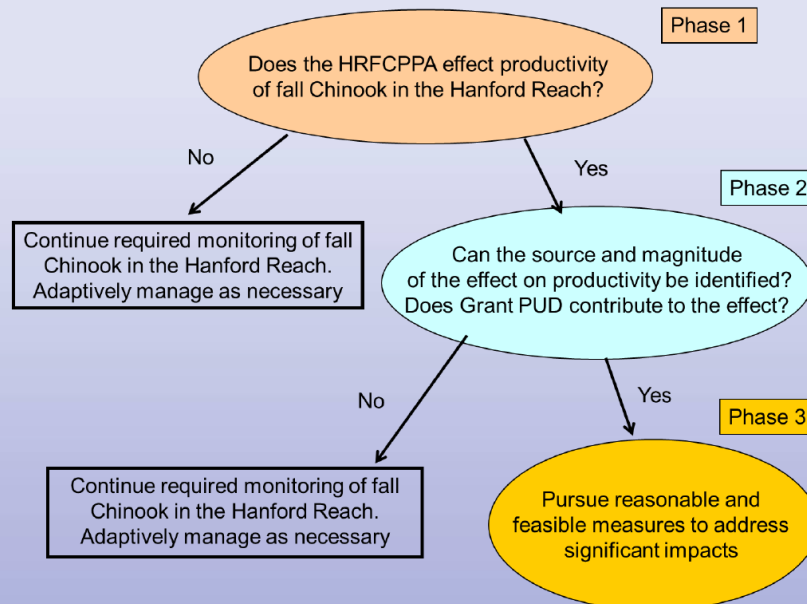 Phase 1
Does the HRFCPPA effect productivity
of fall Chinook in the Hanford Reach?
No
Yes
Phase 2
Continue required monitoring of fall
Chinook in the Hanford Reach.
Adaptively manage as necessary
Can the source and magnitude
of the effect on productivity be identified?
Does Grant PUD contribute to the effect?
No
Yes
Phase 3
Continue required monitoring of fall
Chinook in the Hanford Reach.
Adaptively manage as necessary
Pursue reasonable and
feasible measures to address
significant impacts